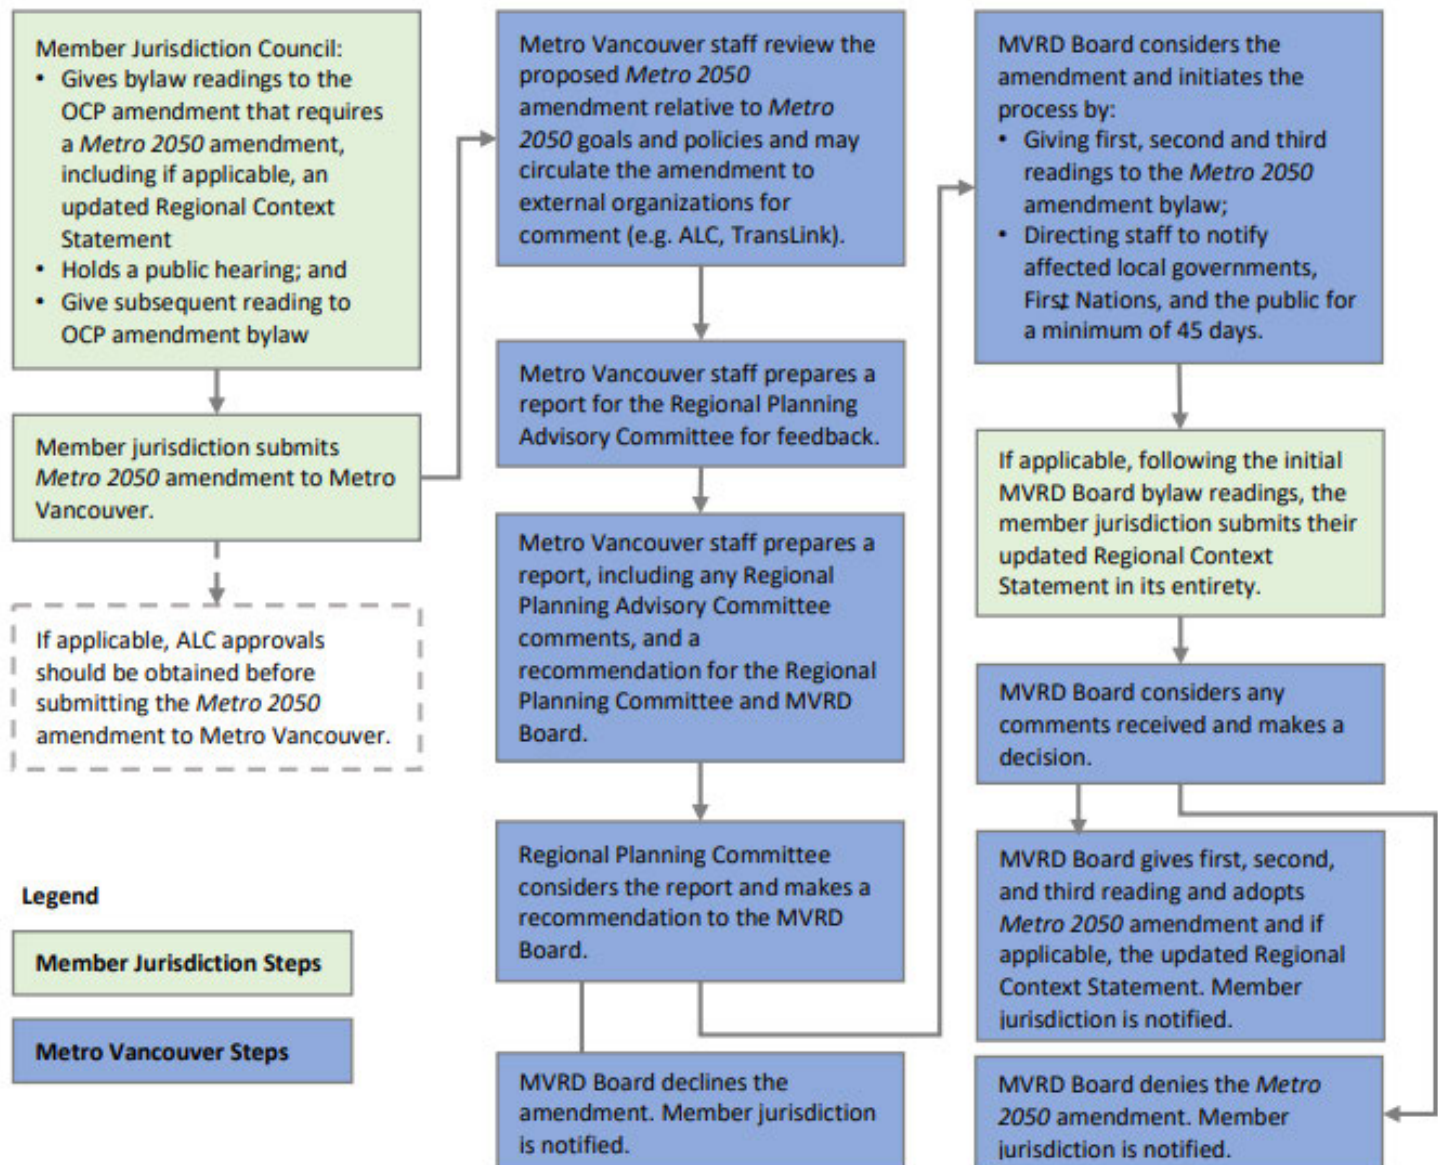 Member Jurisdiction Council:
• Gives bylaw readings to the
OCP amendment that requires
a Metro 2050 amendment,
including if applicable, an
updated Regional Context
Statement
• Holds a public hearing; and
• Give subsequent reading to
OCP amendment bylaw
Member jurisdiction submits
Metro 2050 amendment to Metro
Vancouver.
If applicable, ALC approvals
should be obtained before
submitting the Metro 2050
amendment to Metro Vancouver.
Legend
Member Jurisdiction Steps
Metro Vancouver Steps
Metro Vancouver staff review the
proposed Metro 2050
amendment relative to Metro
2050 goals and policies and may
circulate the amendment to
external organizations for
comment (e.g. ALC, TransLink).
Metro Vancouver staff prepares a
report for the Regional Planning
Advisory Committee for feedback.
Metro Vancouver staff prepares a
report, including any Regional
Planning Advisory Committee
comments, and a
recommendation for the Regional
Planning Committee and MVRD
Board.
Regional Planning Committee
considers the report and makes a
recommendation to the MVRD
Board.
MVRD Board declines the
amendment. Member jurisdiction
is notified.
MVRD Board considers the
amendment and initiates the
process by:
• Giving first, second and third
readings to the Metro 2050
amendment bylaw;
• Directing staff to notify
affected local governments,
First Nations, and the public for
a minimum of 45 days.
If applicable, following the initial
MVRD Board bylaw readings, the
member jurisdiction submits their
updated Regional Context
Statement in its entirety.
MVRD Board considers any
comments received and makes a
decision.
MVRD Board gives first, second,
and third reading and adopts
Metro 2050 amendment and if
applicable, the updated Regional
Context Statement. Member
jurisdiction is notified.
MVRD Board denies the Metro
2050 amendment. Member
jurisdiction is notified.